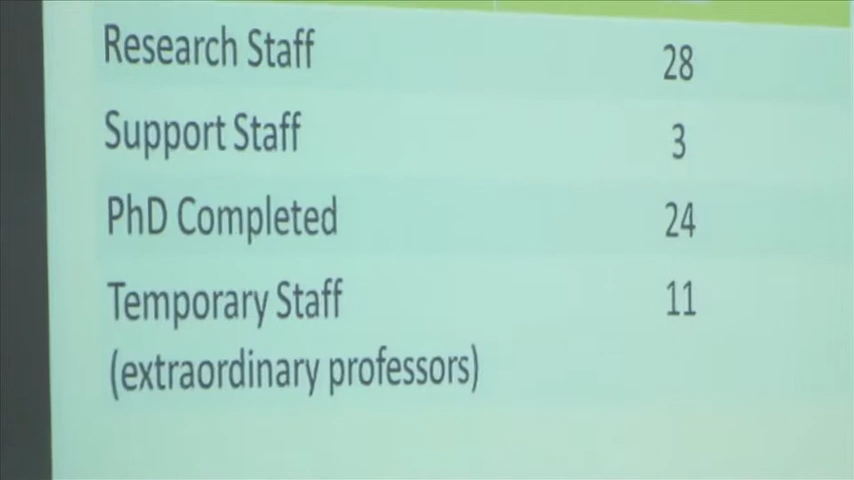 Research Staff 28
Support Staff 3
PhD Completed 24
Temporary Staff 11
(extraordinary professors)